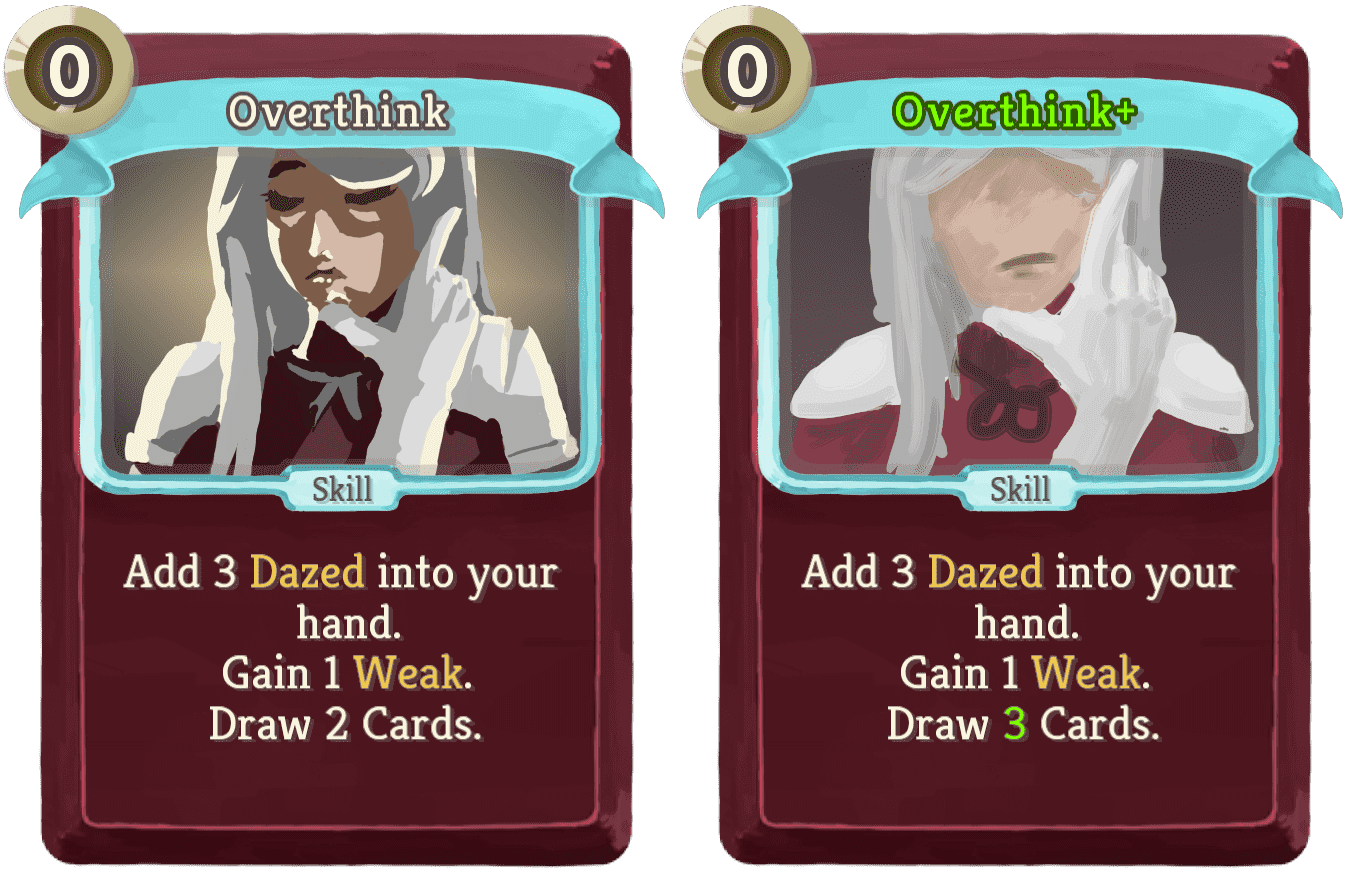 0
Overthink
Skill
Add 3 Dazed into your
hand.
Gain 1 Weak.
Draw 2 Cards.
0
Overthink+
Skill
Add 3 Dazed into your
hand.
Gain 1 Weak.
Draw 3 Cards.